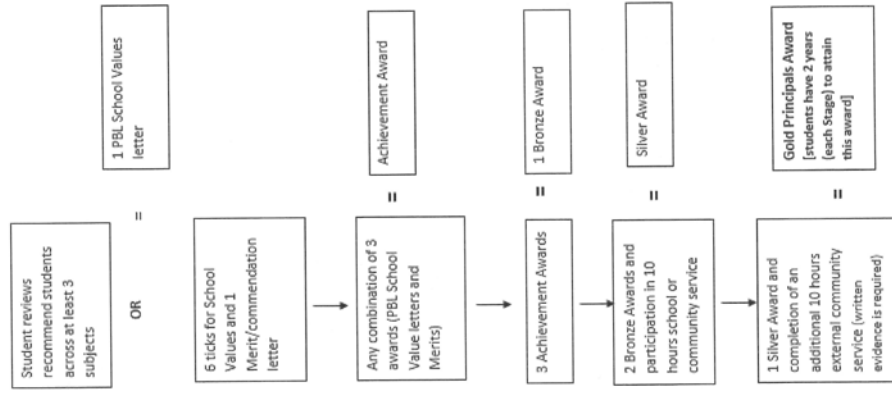 Student reviews
recommend students
across at least 3
subjects
OR
=
1 PBL School Values
letter
6 ticks for School
Values and 1
Merit/commendation
letter
Any combination of 3
awards (PBL School
Value letters and
Merits)
=
Achievement Award
3 Achievement Awards
=
1 Bronze Award
2 Bronze Awards and
participation in 10
hours school or
community service
=
Silver Award
1 Silver Award and
completion of an
additional 10 hours
external community
service (written
evidence is required)
=
Gold Principals Award
[students have 2 years
(each Stage) to attain
this award]